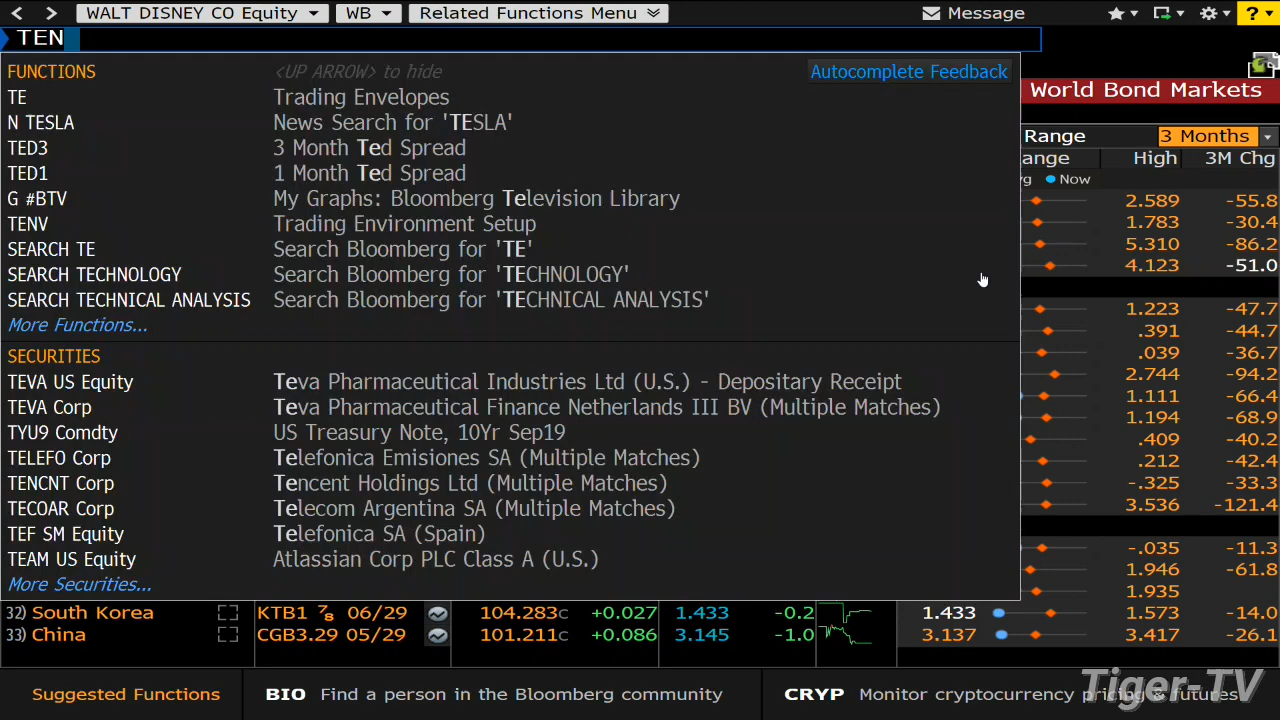 WALT DISNEY CO Equity WB Related Functions Menu Message ?
TEN
FUNCTIONS <UP ARROW> to hide Autocomplete Feedback
World Bond Markets
TE Trading Envelopes
N TESLA News Search for 'TESLA'
Range 3 Months
TED3 3 Month Ted Spread
ange High 3M Chg
TED1 1 Month Ted Spread
vg Now
G #BTV My Graphs: Bloomberg Television Library 2.589 -55.8
TENV Trading Environment Setup 1.783 -30.4
SEARCH TE Search Bloomberg for 'TE' 5.310 -86.2
SEARCH TECHNOLOGY Search Bloomberg for 'TECHNOLOGY' 4.123 -51.0
SEARCH TECHNICAL ANALYSIS Search Bloomberg for 'TECHNICAL ANALYSIS' 1.223 -47.7
More Functions... .391 -44.7
SECURITIES .039 -36.7
TEVA US Equity Teva Pharmaceutical Industries Ltd (U.S.) - Depositary Receipt 2.744 -94.2
1.111 -66.4
TEVA Corp Teva Pharmaceutical Finance Netherlands III BV (Multiple Matches) 1.194 -68.9
TYU9 Comdty US Treasury Note, 10Yr Sep19 .409 -40.2
TELEFO Corp Telefonica Emisiones SA (Multiple Matches) .212 -42.4
TENCNT Corp Tencent Holdings Ltd (Multiple Matches) -.325 -33.3
TECOAR Corp Telecom Argentina SA (Multiple Matches) 3.536 -121.4
TEF SM Equity Telefonica SA (Spain) -.035 -11.3
TEAM US Equity Atlassian Corp PLC Class A (U.S.) 1.946 -61.8
More Securities... 1.935
32) South Korea KTB1 7/8 06/29 104.283c +0.027 1.433 -0.2 1.433 1.573 -14.0
33) China CGB3.29 05/29 101.211c +0.086 3.145 -1.0 3.137 3.417 -26.1
Suggested Functions BIO Find a person in the Bloomberg community CRYP Monitor cryptocurrency pricing & futures
Tiger-TV